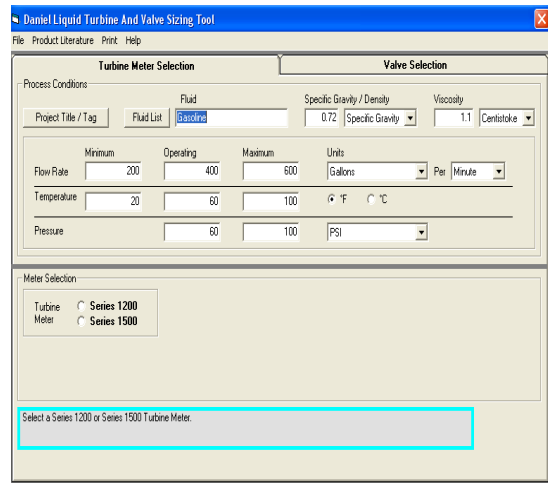 Daniel Liquid Turbine And Valve Sizing Tool
File Product Literature Print Help
Turbine Meter Selection Valve Selection
Process Conditions
Fluid Specific Gravity / Density Viscosity
Project Title / Tag Fluid List Gasoline 0.72 Specific Gravity 1.1 Centistoke
Minimum Operating Maximum Units
Flow Rate 200 400 600 Gallons Per Minute
Temperature 20 60 100 °F °C
Pressure 60 100 PSI
Meter Selection
Turbine Meter
Series 1200
Series 1500
Select a Series 1200 or Series 1500 Turbine Meter.